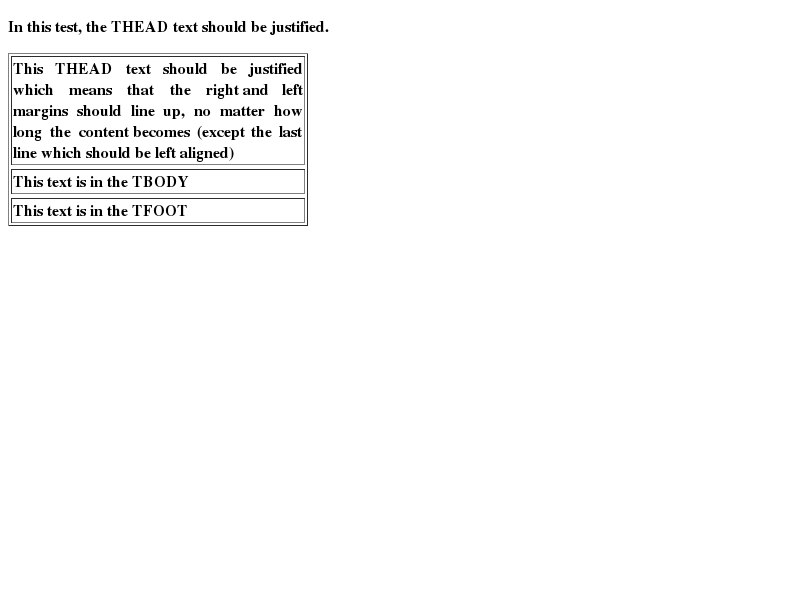 In this test, the THEAD text should be justified.
This THEAD text should be justified
which means that the right and left
margins should line up, no matter how
long the content becomes (except the last
line which should be left aligned)
This text is in the TBODY
This text is in the TFOOT